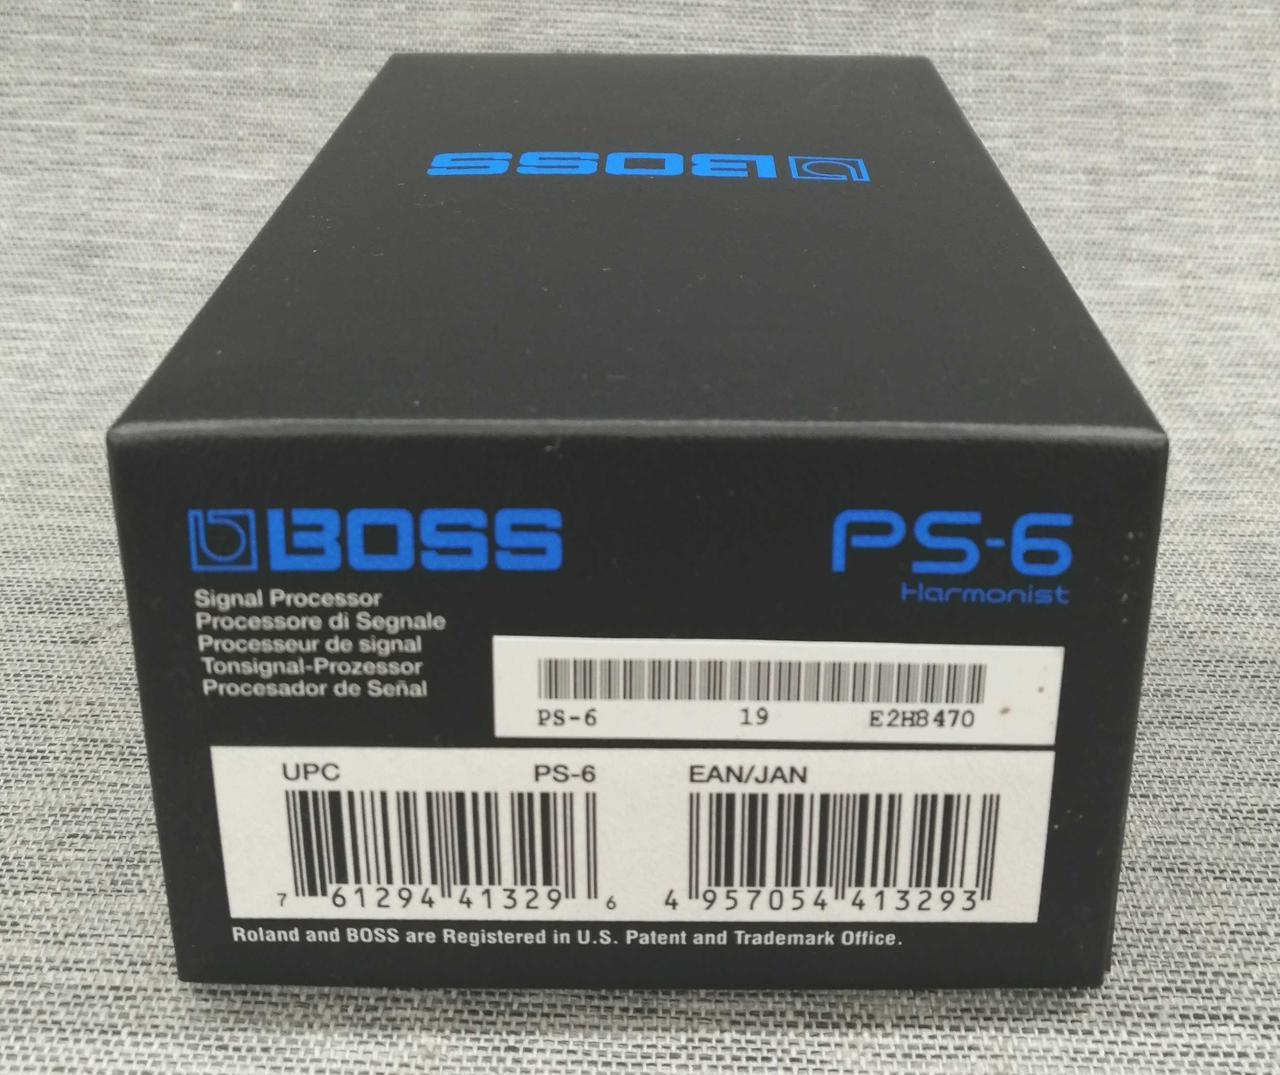 BOSS
BOSS
PS-6
Harmonist
Signal Processor
Processore di Segnale
Processeur de signal
Tonsignal-Prozessor
Procesador de Señal
PS-6 19 E2H8470
UPC PS-6 EAN/JAN
7 61294 41329 6 4 957054 413293
Roland and BOSS are Registered in U.S. Patent and Trademark Office.